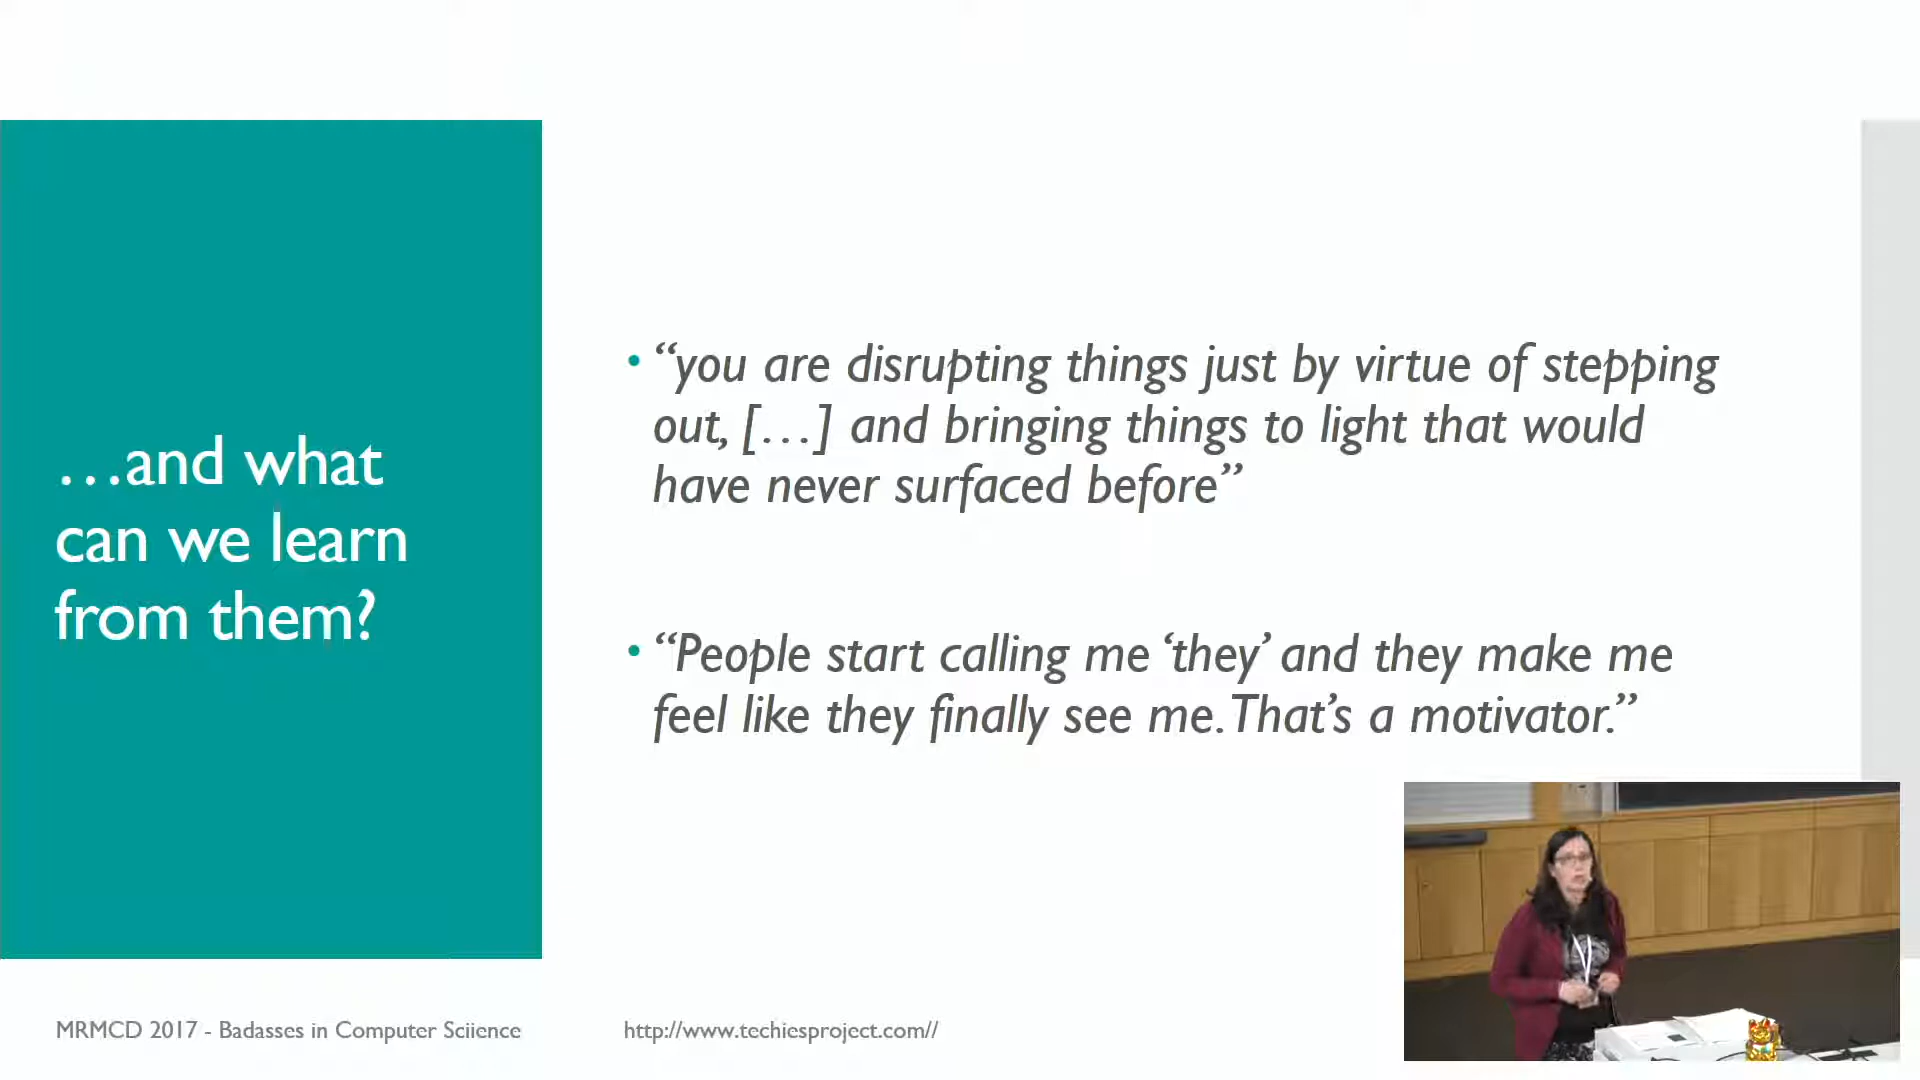 …and what
can we learn
from them?
• “you are disrupting things just by virtue of stepping
out, […] and bringing things to light that would
have never surfaced before”
• “People start calling me ‘they’ and they make me
feel like they finally see me. That’s a motivator.”
MRMCD 2017 - Badasses in Computer Sciience
http://www.techiesproject.com//